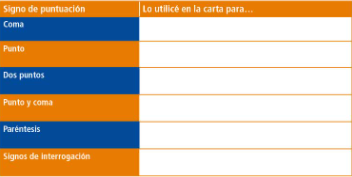 Signo de puntuación Lo utilicé en la carta para...
Coma
Punto
Dos puntos
Punto y coma
Paréntesis
Signos de interrogación